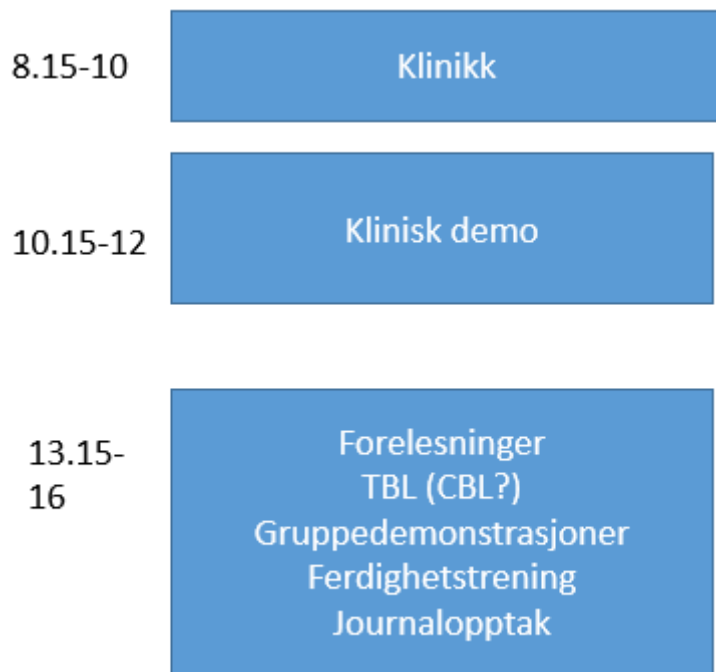 8.15-10
Klinikk
10.15-12
Klinisk demo
13.15-
16
Forelesninger
TBL (CBL?)
Gruppedemonstrasjoner
Ferdighetstrening
Journalopptak